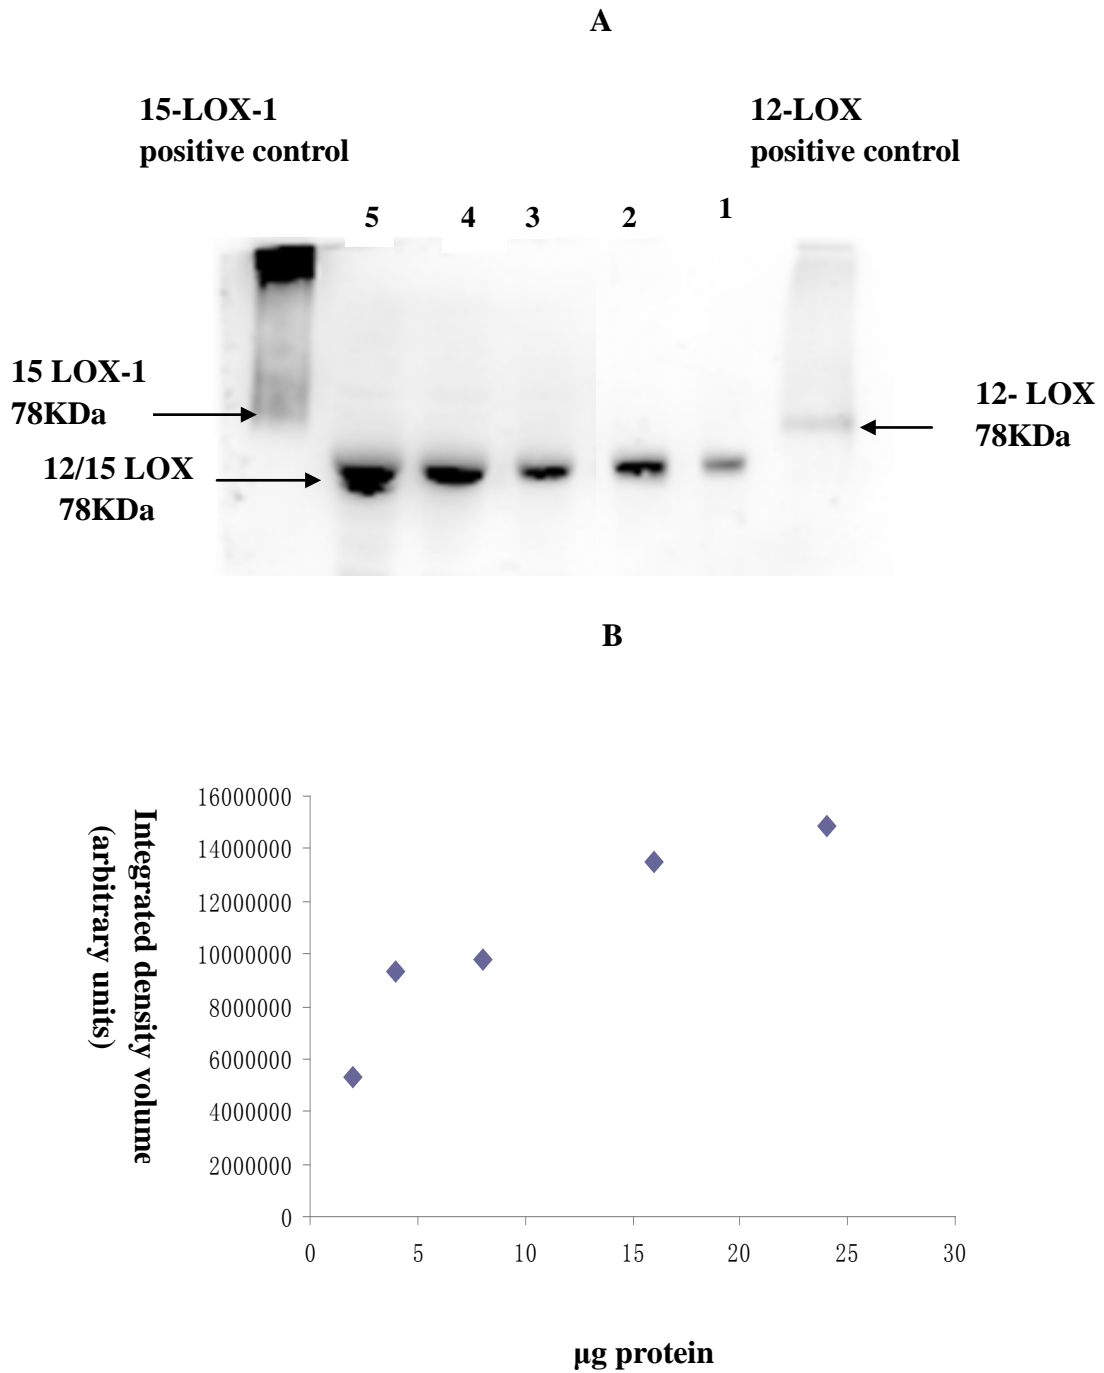 A
15-LOX-1
positive control
12-LOX
positive control
5 4 3 2 1
15 LOX-1
78KDa
12- LOX
78KDa
12/15 LOX
78KDa
B
Integrated density volume
(arbitrary units)
16000000
14000000
12000000
10000000
8000000
6000000
4000000
2000000
0
0 5 10 15 20 25 30
µg protein